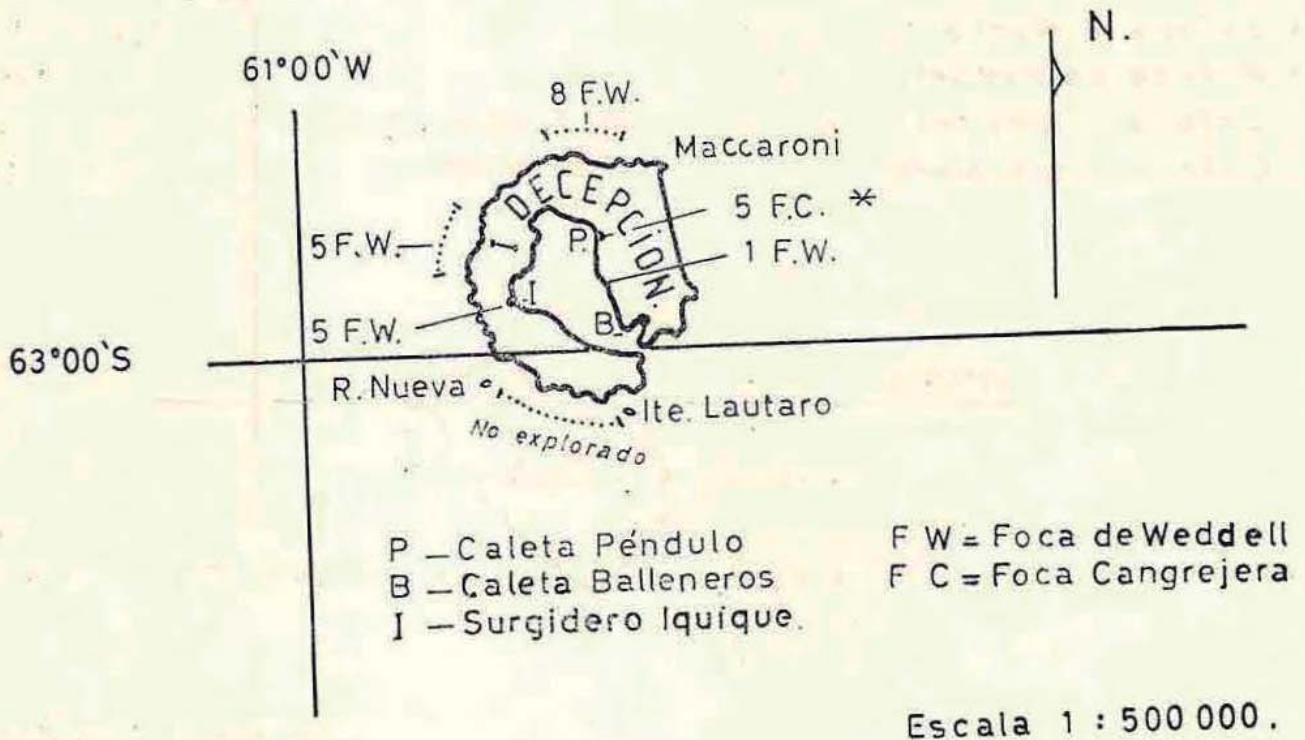 N.
61°00`W
8 F.W.
Maccaroni
I DECEPCION.
5 F.C. *
P.
5 F.W.
1 F.W.
I
5 F.W.
B
63°00`S
R. Nueva
Ite. Lautaro
No explorado
P – Caleta Péndulo
B – Caleta Balleneros
I – Surgidero Iquique.
F W = Foca de Weddell
F C = Foca Cangrejera
Escala 1 : 500 000.